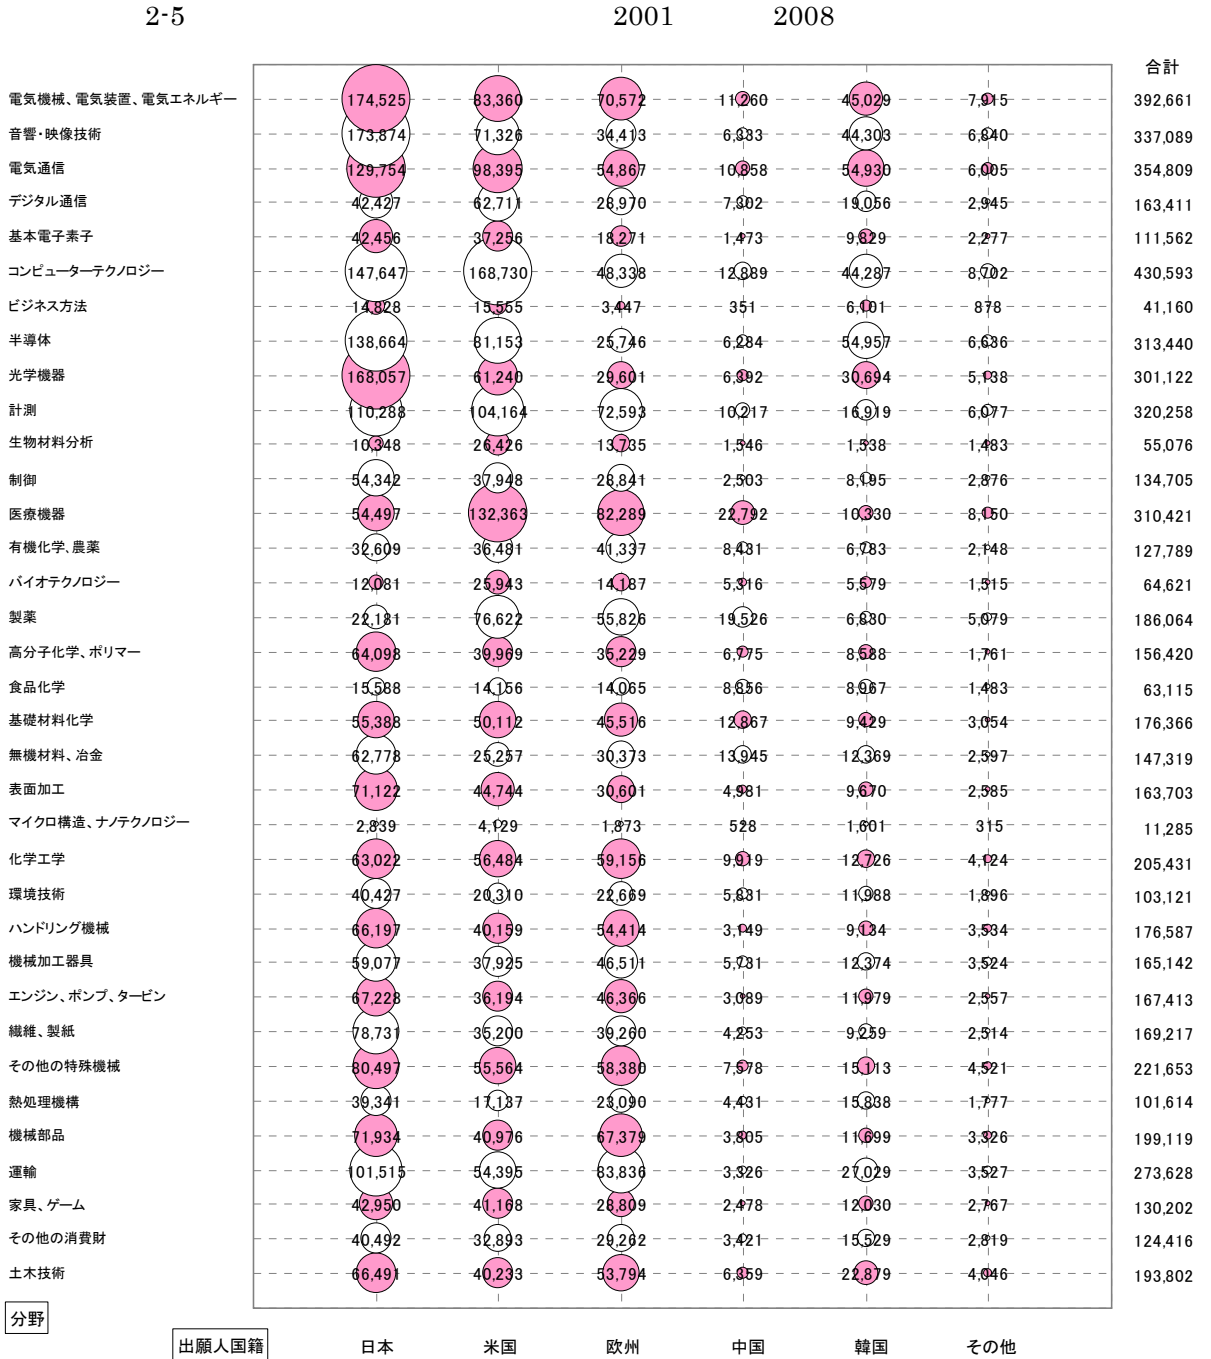 2-5 2001 2008
合計
電気機械、電気装置、電気エネルギー 174,525 83,360 70,572 11,260 45,029 7,915 392,661
音響・映像技術 173,874 71,326 34,413 6,333 44,303 6,840 337,089
電気通信 129,754 98,395 54,867 10,858 54,930 6,005 354,809
デジタル通信 42,427 62,711 28,970 7,302 19,056 2,945 163,411
基本電子素子 42,456 37,256 18,271 1,473 9,829 2,277 111,562
コンピューターテクノロジー 147,647 168,730 48,338 12,889 44,287 8,702 430,593
ビジネス方法 14,828 15,555 3,447 351 6,101 878 41,160
半導体 138,664 81,153 25,746 6,284 54,957 6,636 313,440
光学機器 168,057 61,240 29,601 6,392 30,694 5,138 301,122
計測 110,288 104,164 72,593 10,217 16,919 6,077 320,258
生物材料分析 10,348 26,426 13,735 1,546 1,538 1,483 55,076
制御 54,342 37,948 28,841 2,503 8,195 2,876 134,705
医療機器 54,497 132,363 82,289 22,792 10,330 8,150 310,421
有機化学、農薬 32,609 36,481 41,337 8,431 6,783 2,148 127,789
バイオテクノロジー 12,081 25,943 14,187 5,316 5,579 1,515 64,621
製薬 22,181 76,622 55,826 19,526 6,830 5,079 186,064
高分子化学、ポリマー 64,098 39,969 35,229 6,775 8,588 1,761 156,420
食品化学 15,588 14,156 14,065 8,856 8,967 1,483 63,115
基礎材料化学 55,388 50,112 45,516 12,867 9,429 3,054 176,366
無機材料、冶金 62,778 25,257 30,373 13,945 12,369 2,597 147,319
表面加工 71,122 44,744 30,601 4,981 9,670 2,585 163,703
マイクロ構造、ナノテクノロジー 2,839 4,129 1,873 528 1,601 315 11,285
化学工学 63,022 56,484 59,156 9,919 12,726 4,124 205,431
環境技術 40,427 20,310 22,669 5,831 11,988 1,896 103,121
ハンドリング機械 66,197 40,159 54,414 3,149 9,134 3,534 176,587
機械加工器具 59,077 37,925 46,511 5,731 12,374 3,524 165,142
エンジン、ポンプ、タービン 67,228 36,194 46,366 3,089 11,979 2,557 167,413
繊維、製紙 78,731 35,200 39,260 4,253 9,259 2,514 169,217
その他の特殊機械 80,497 55,564 58,380 7,578 15,113 4,521 221,653
熱処理機構 39,341 17,137 23,090 4,431 15,838 1,777 101,614
機械部品 71,934 40,976 67,379 3,805 11,699 3,326 199,119
運輸 101,515 54,395 83,836 3,326 27,029 3,527 273,628
家具、ゲーム 42,950 41,168 28,809 2,478 12,030 2,767 130,202
その他の消費財 40,492 32,893 29,262 3,421 15,529 2,819 124,416
土木技術 66,491 40,233 53,794 6,359 22,879 4,046 193,802
分野
出願人国籍 日本 米国 欧州 中国 韓国 その他